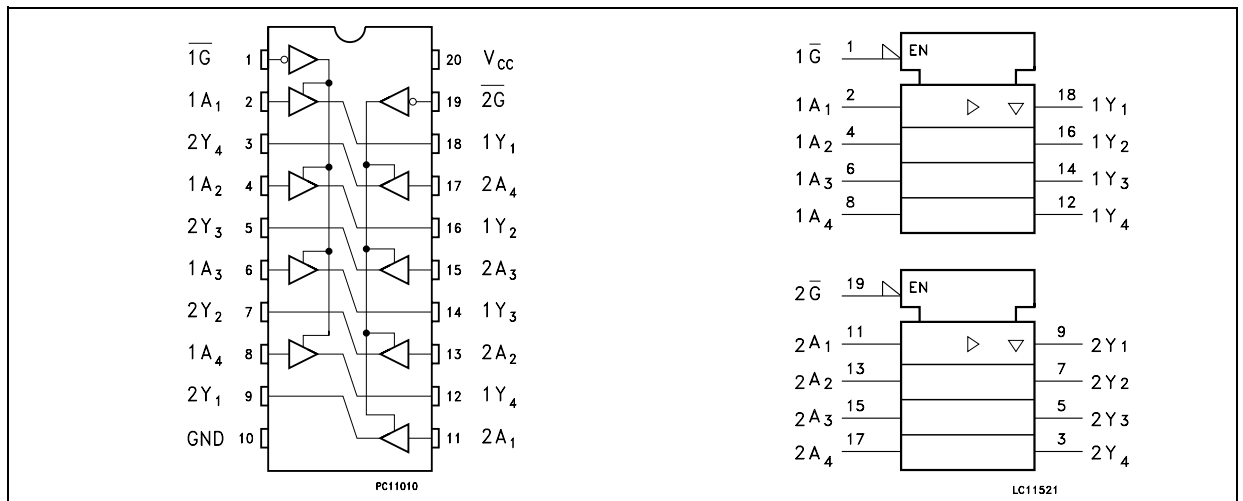 1G 1 20 VCC
1A1 2 19 2G
2Y4 3 18 1Y1
1A2 4 17 2A4
2Y3 5 16 1Y2
1A3 6 15 2A3
2Y2 7 14 1Y3
1A4 8 13 2A2
2Y1 9 12 1Y4
GND 10 11 2A1
PC11010
1G 1 EN
1A1 2 18 1Y1
1A2 4 16 1Y2
1A3 6 14 1Y3
1A4 8 12 1Y4
2G 19 EN
2A1 11 9 2Y1
2A2 13 7 2Y2
2A3 15 5 2Y3
2A4 17 3 2Y4
LC11521